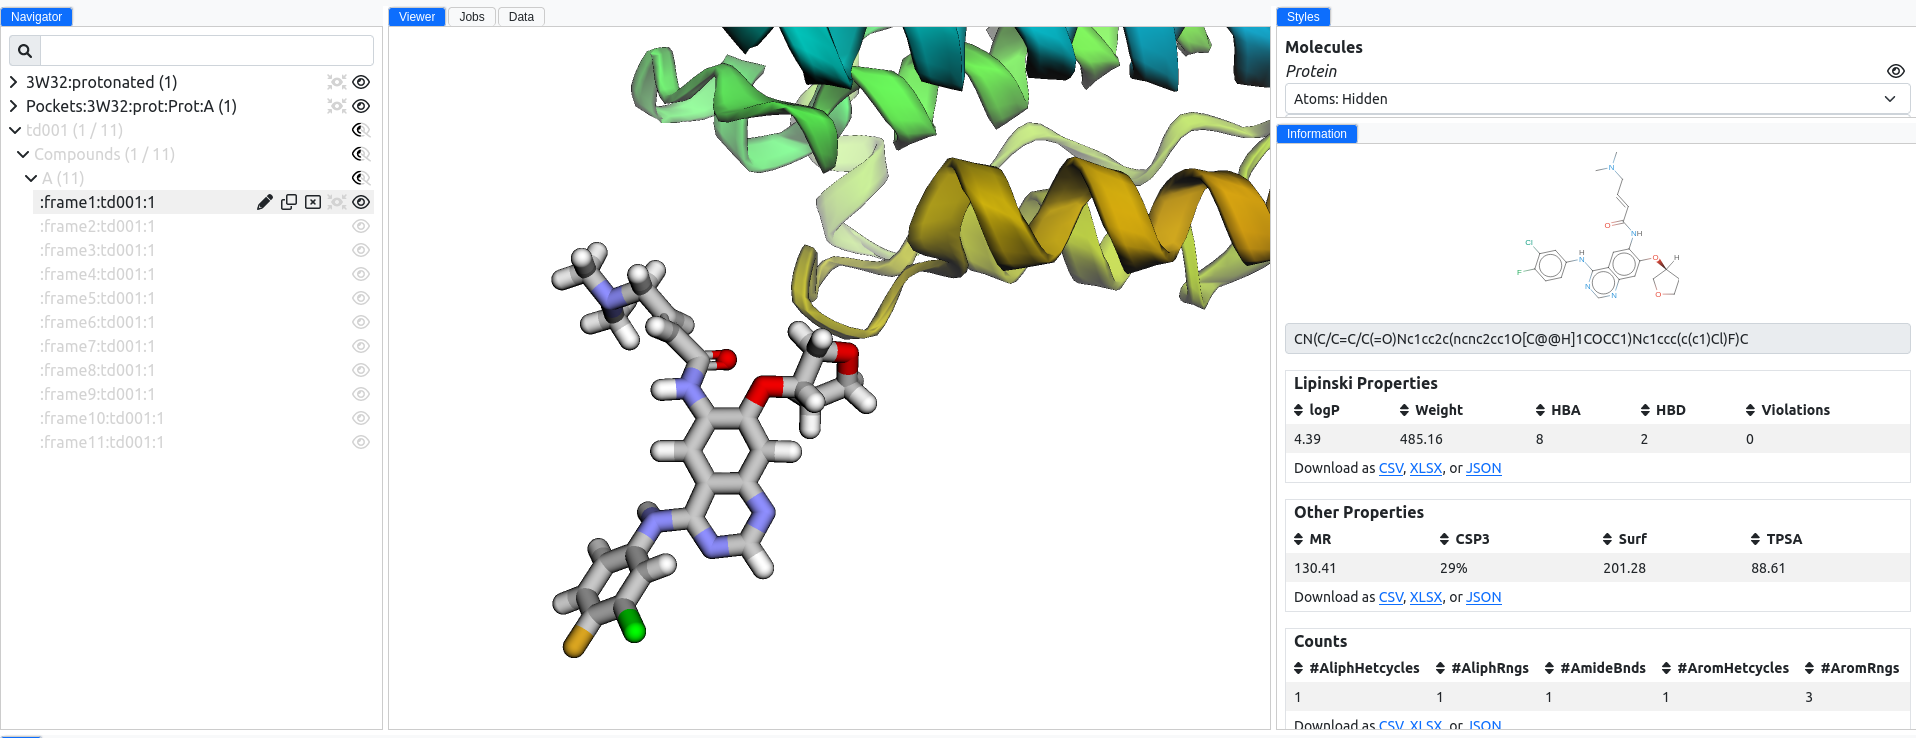 Navigator
3W32:protonated (1)
Pockets:3W32:prot:Prot:A (1)
td001 (1 / 11)
Compounds (1 / 11)
A (11)
:frame1:td001:1
:frame2:td001:1
:frame3:td001:1
:frame4:td001:1
:frame5:td001:1
:frame6:td001:1
:frame7:td001:1
:frame8:td001:1
:frame9:td001:1
:frame10:td001:1
:frame11:td001:1
Viewer Jobs Data
Styles
Molecules
Protein
Atoms: Hidden
Information
N
O
NH
Cl
H
N
O
H
F
N
N
O
CN(C/C=C/C(=O)Nc1cc2c(ncnc2cc1O[C@@H]1COCC1)Nc1ccc(c(c1)Cl)F)C
Lipinski Properties
logP Weight HBA HBD Violations
4.39 485.16 8 2 0
Download as CSV, XLSX, or JSON
Other Properties
MR CSP3 Surf TPSA
130.41 29% 201.28 88.61
Download as CSV, XLSX, or JSON
Counts
#AliphHetcycles #AliphRngs #AmideBnds #AromHetcycles #AromRngs
1 1 1 1 3
Download as CSV, XLSX, or JSON